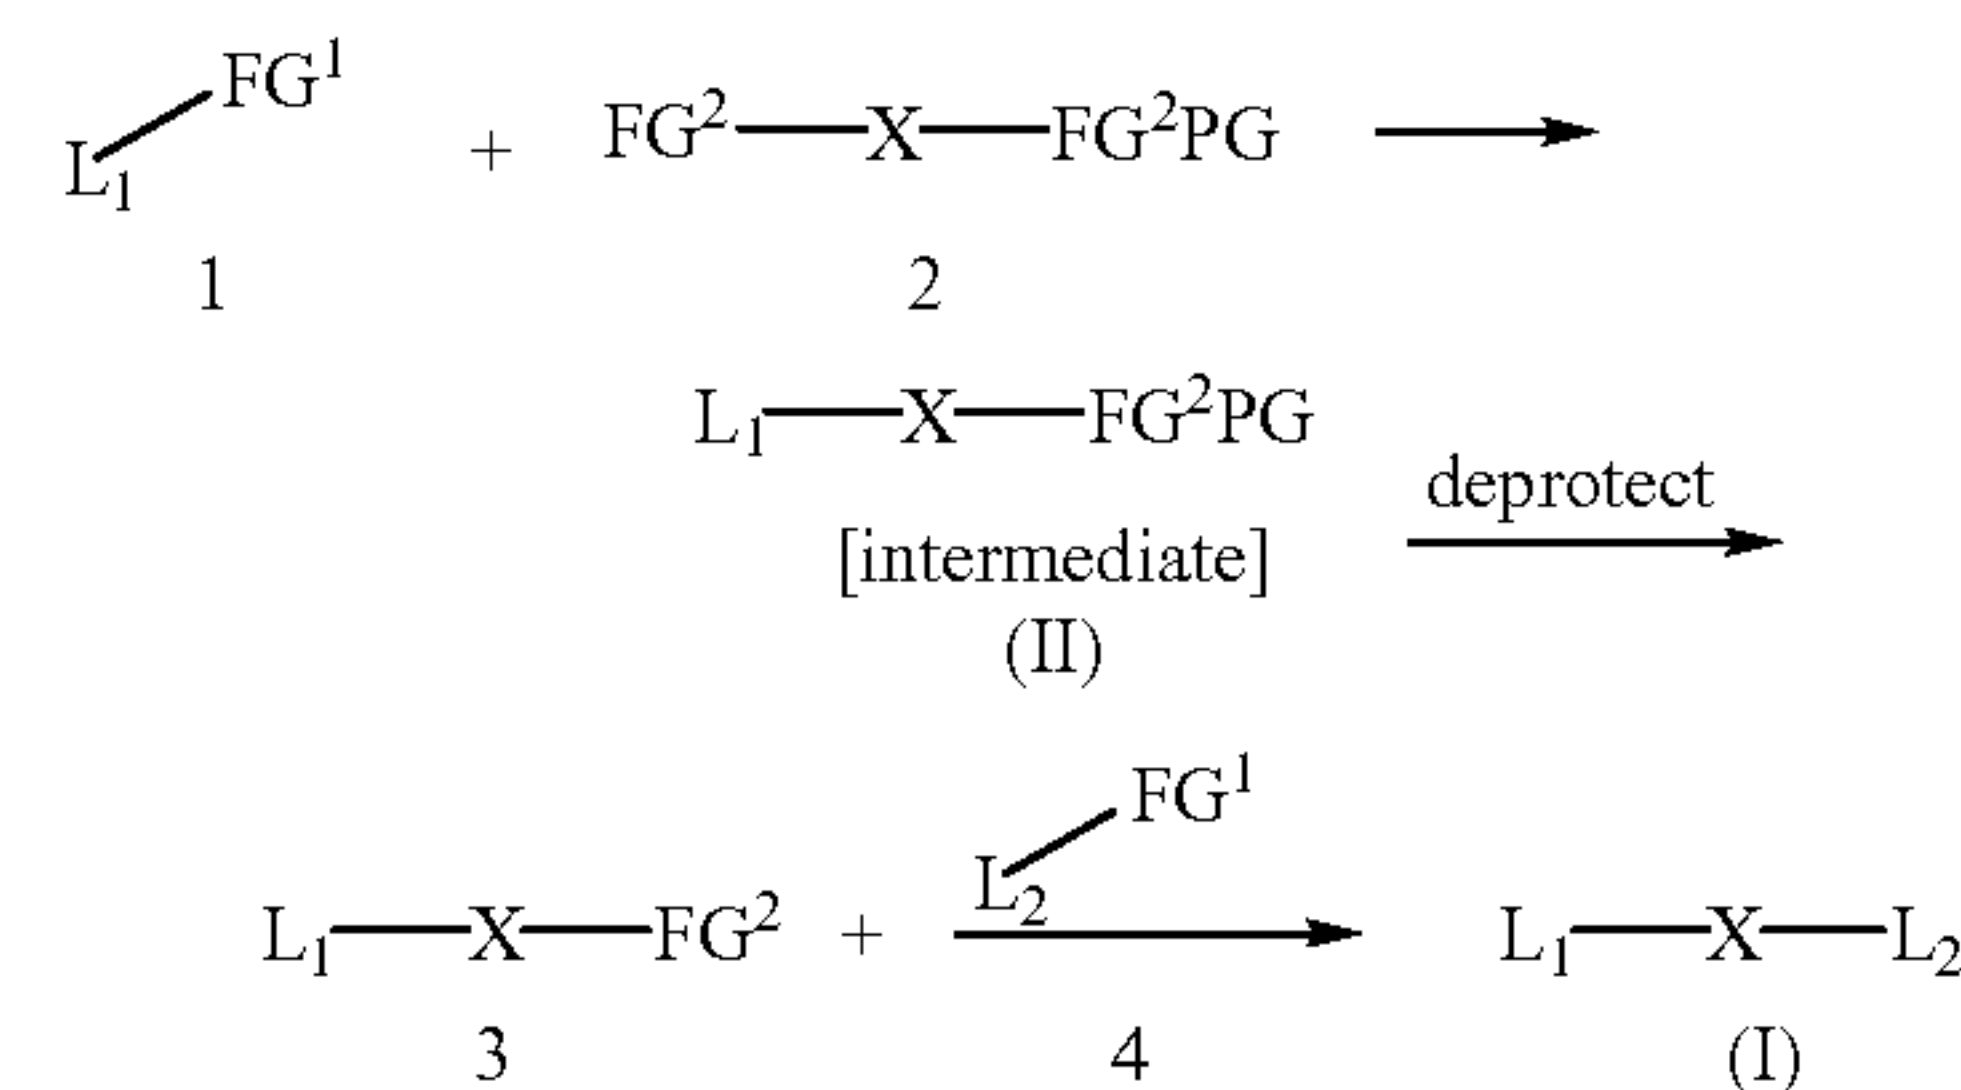 L₁ FG¹ + FG² X FG²PG
1 2
L₁ X FG²PG
deprotect
[intermediate]
(II)
L₂ FG¹
L₁ X FG² + L₁ X L₂
3 4 (I)